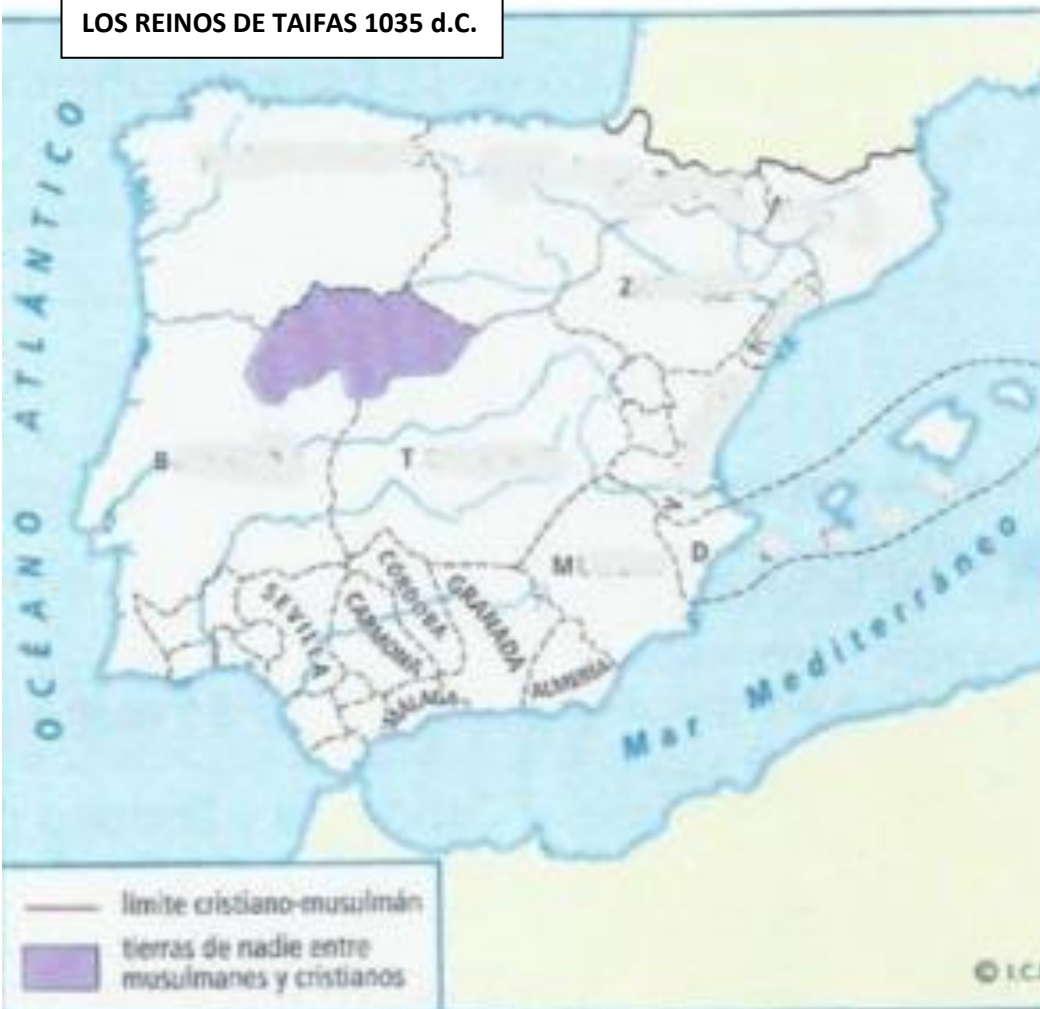 LOS REINOS DE TAIFAS 1035 d.C.
OCÉANO ATLÁNTICO
Z
B
T
M
D
SEVILLA
CARMONA
CÓRDOBA
GRANADA
MÁLAGA
ALMERÍA
Mar Mediterráneo
límite cristiano-musulmán
tierras de nadie entre
musulmanes y cristianos